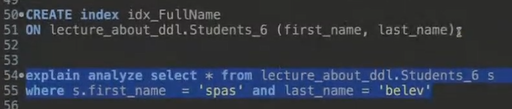 50 CREATE index idx_FullName
51 ON lecture_about_ddl.Students_6 (first_name, last_name);
52
53
54 explain analyze select * from lecture_about_ddl.Students_6 s
55 where s.first_name  = 'spas' and last_name = 'belev'
56